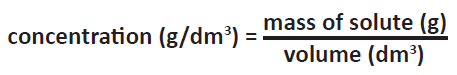 concentration (g/dm³) = mass of solute (g)
volume (dm³)